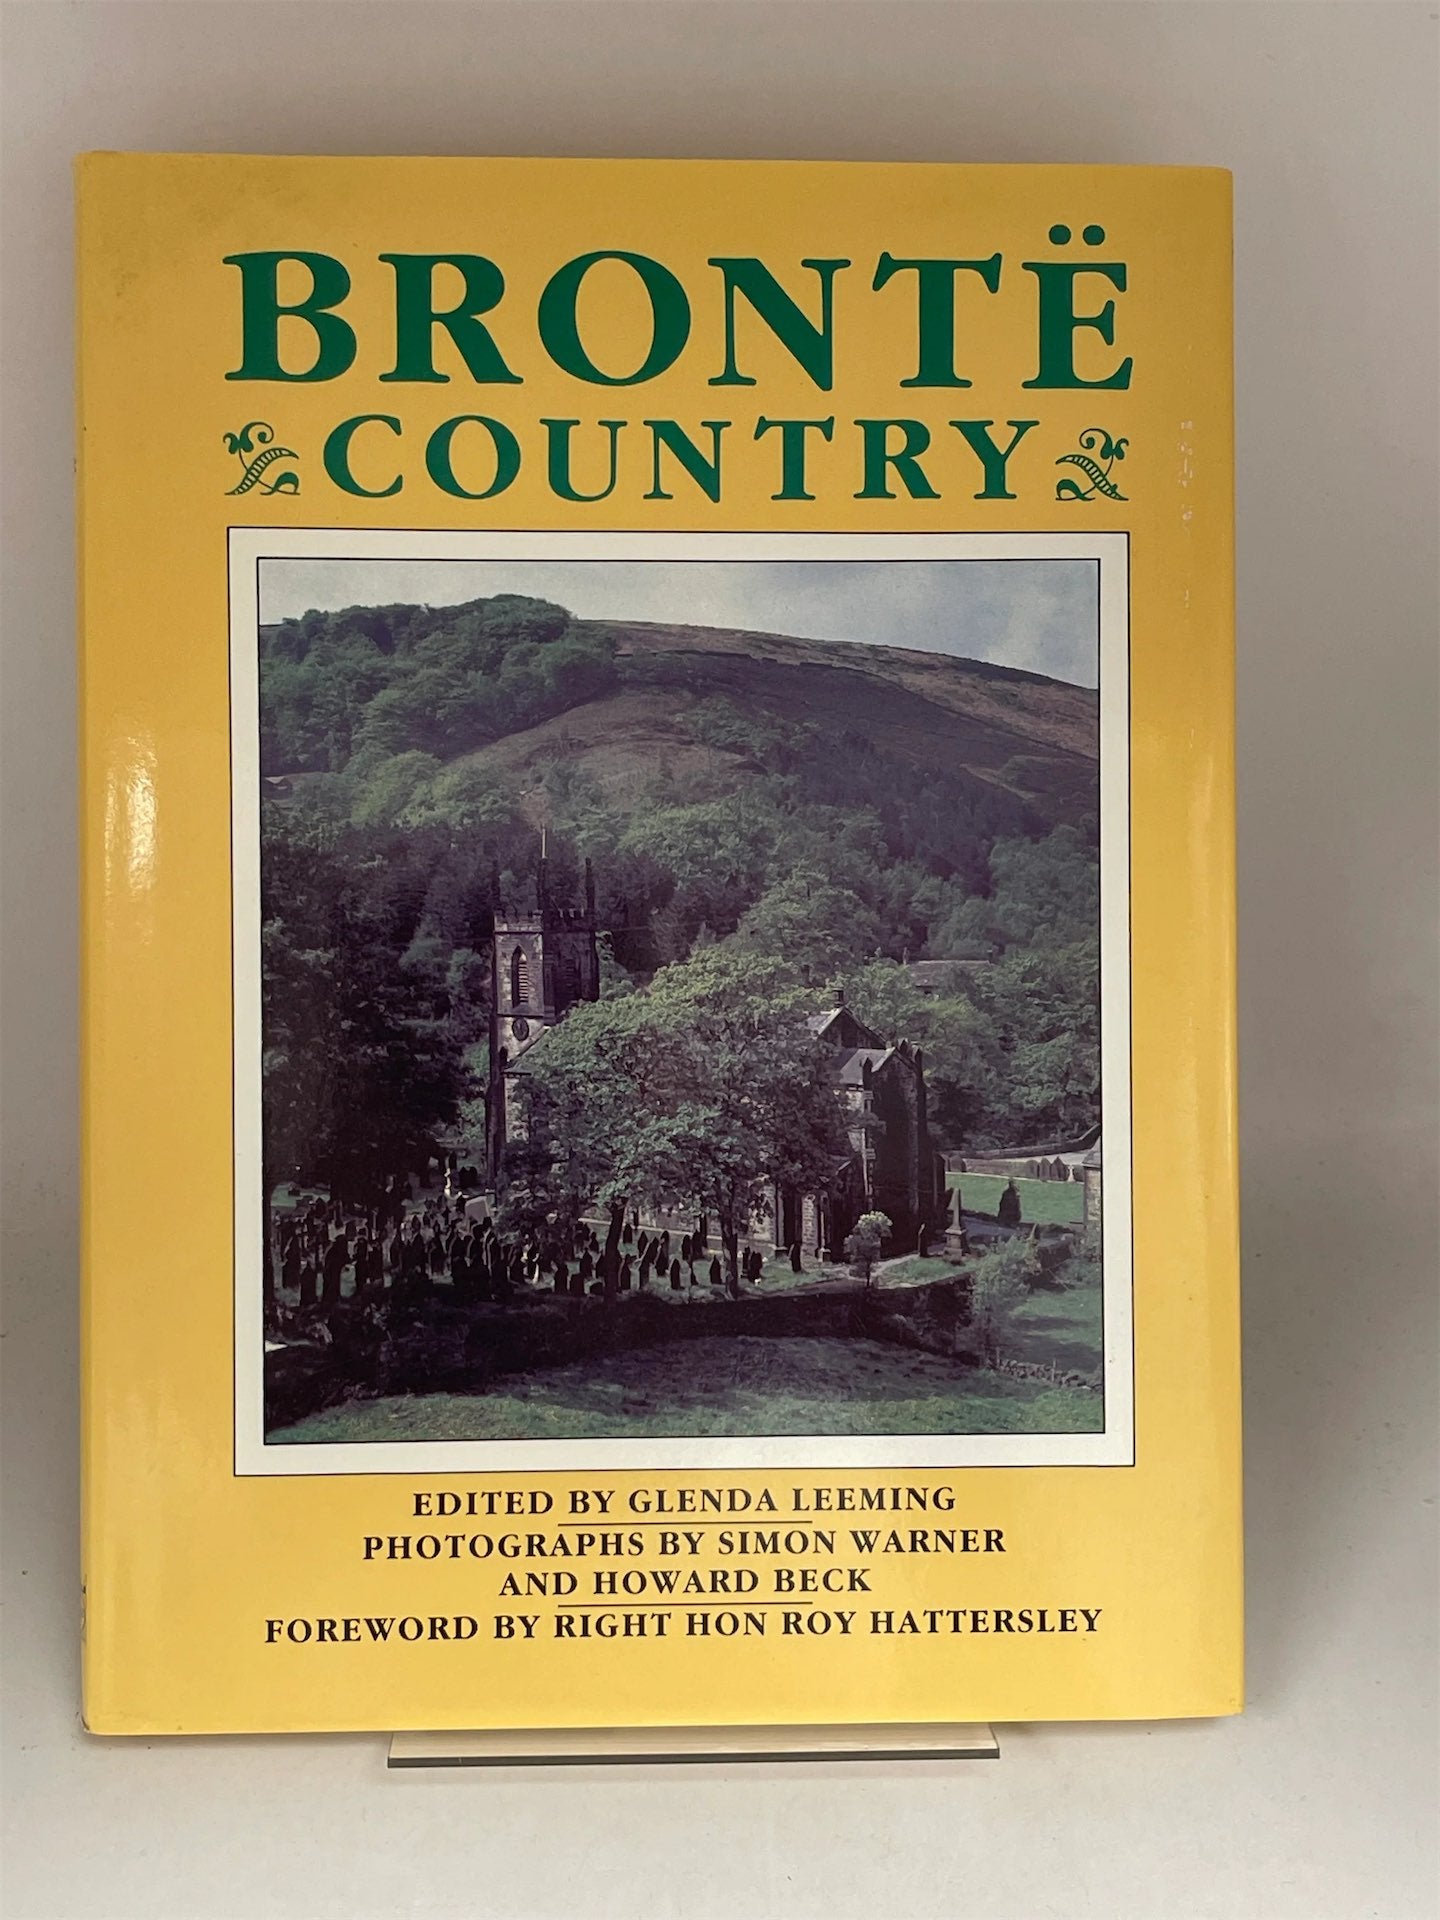 BRONTË
COUNTRY
EDITED BY GLENDA LEEMING
PHOTOGRAPHS BY SIMON WARNER
AND HOWARD BECK
FOREWORD BY RIGHT HON ROY HATTERSLEY